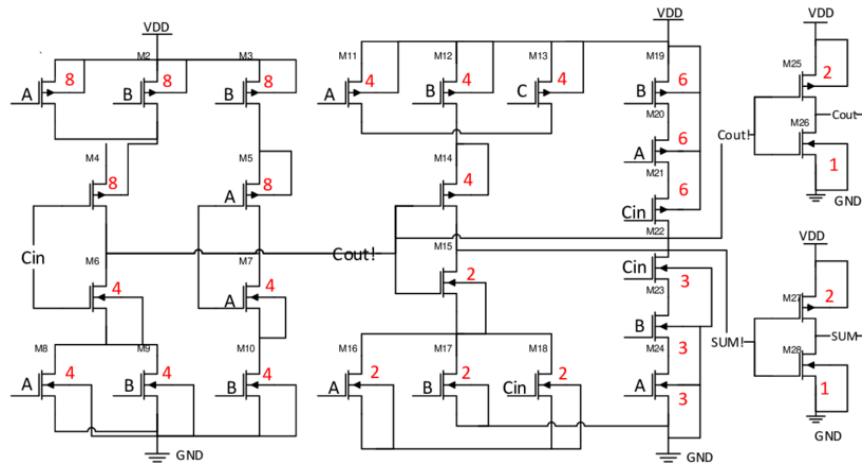 VDD
VDD
VDD
M2
M3
M11
M12
M13
M19
M25
8
8
8
4
4
4
6
2
A
B
B
A
B
C
B
M20
Cout
M26
M4
M5
M14
6
A
Cout!
1
8
A
8
4
M21
6
Cin
GND
M22
VDD
Cin
M6
M7
Cout!
M15
Cin
M27
4
4
2
3
2
A
M23
B
SUM!
SUM
M8
M9
M10
M16
M17
M18
M24
3
M28
A
4
B
4
B
4
A
2
B
2
Cin
2
A
3
1
GND
GND
GND